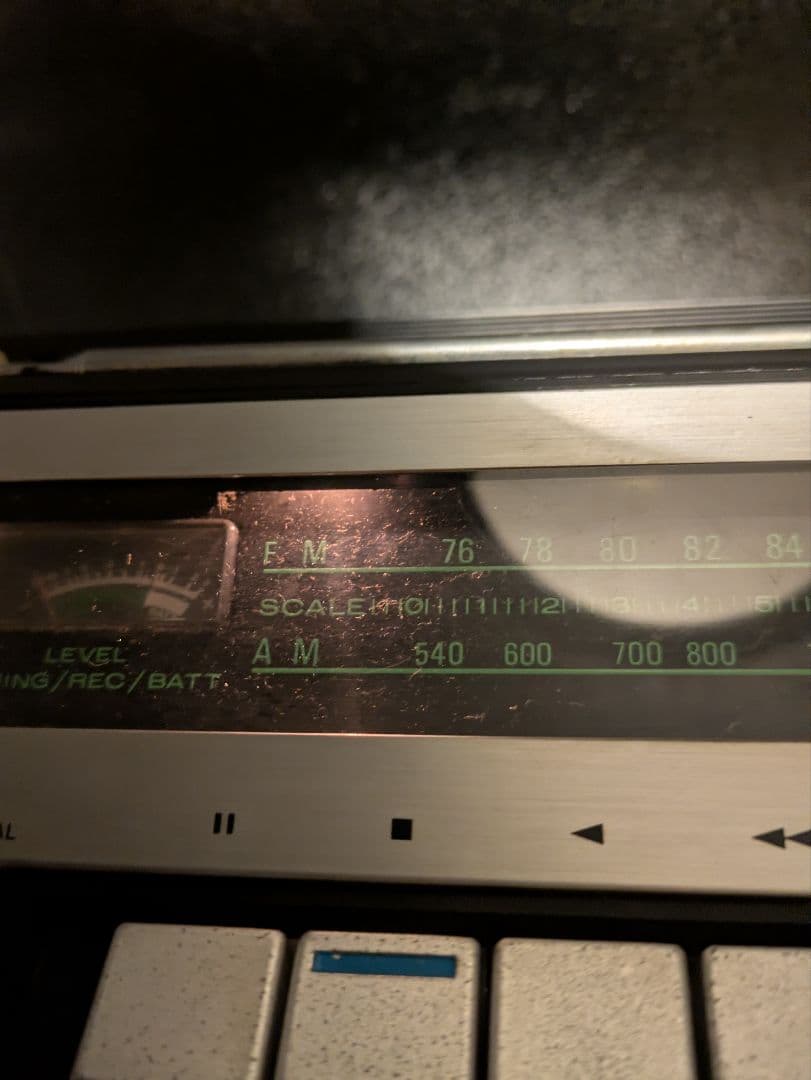 F M 76 78 80 82 84
SCALE 0 1 2 3 4 5
LEVEL
A M 540 600 700 800
ING/REC/BATT
AL